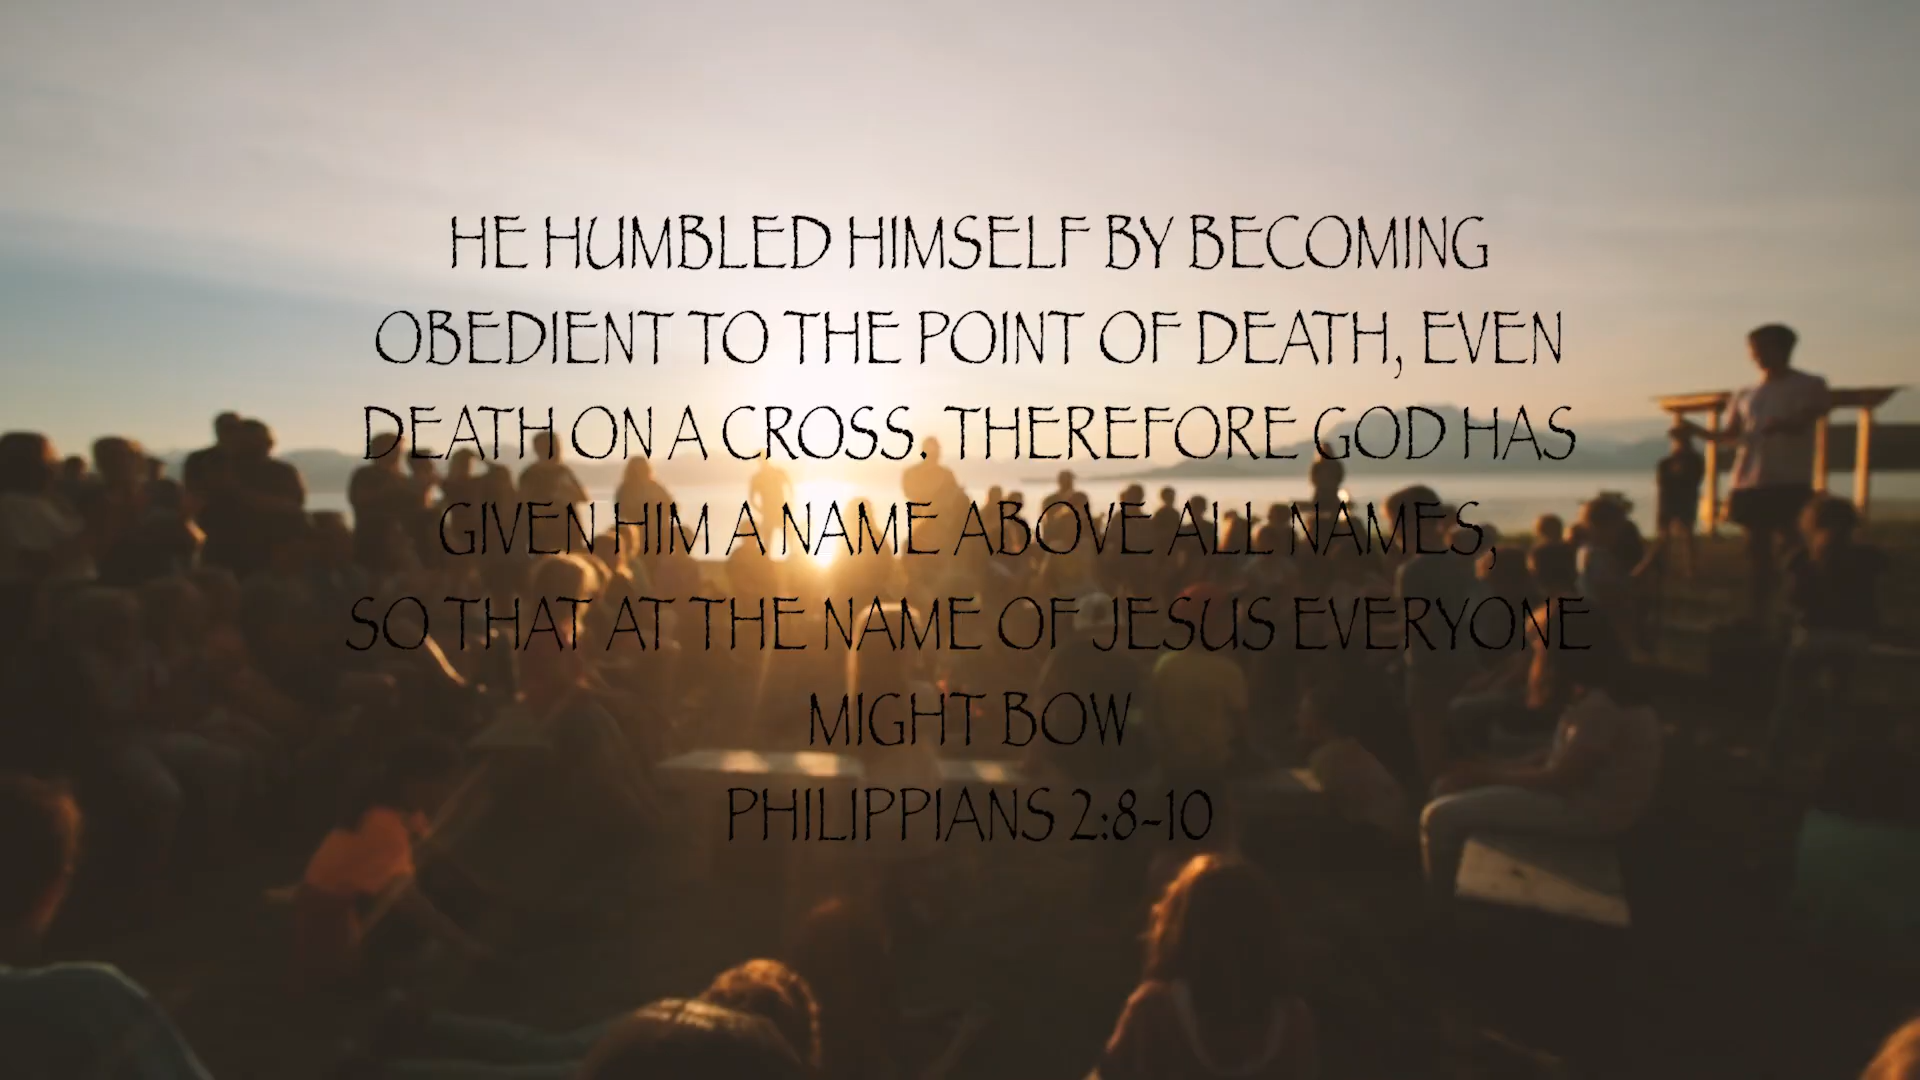 HE HUMBLED HIMSELF BY BECOMING
OBEDIENT TO THE POINT OF DEATH, EVEN
DEATH ON A CROSS. THEREFORE GOD HAS
GIVEN HIM A NAME ABOVE ALL NAMES,
SO THAT AT THE NAME OF JESUS EVERYONE
MIGHT BOW
PHILIPPIANS 2:8-10